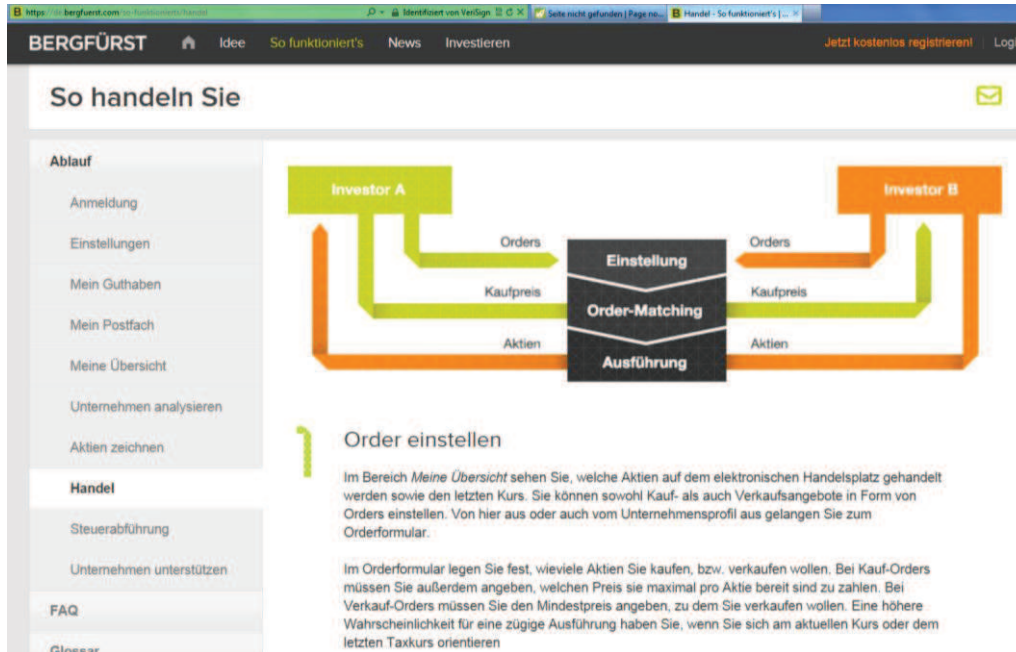 https://de.bergfuerst.com/so-funktionierts/handel
Identifiziert von VeriSign
Seite nicht gefunden | Page no...
B Handel - So funktioniert's | ...
BERGFÜRST
Idee
So funktioniert's
News
Investieren
Jetzt kostenlos registrieren!
So handeln Sie
Ablauf
Anmeldung
Einstellungen
Mein Guthaben
Mein Postfach
Meine Übersicht
Unternehmen analysieren
Aktien zeichnen
Handel
Steuerabführung
Unternehmen unterstützen
FAQ
Glossar
Investor A
Investor B
Orders
Einstellung
Orders
Kaufpreis
Order-Matching
Kaufpreis
Aktien
Ausführung
Aktien
1 Order einstellen
Im Bereich Meine Übersicht sehen Sie, welche Aktien auf dem elektronischen Handelsplatz gehandelt
werden sowie den letzten Kurs. Sie können sowohl Kauf- als auch Verkaufsangebote in Form von
Orders einstellen. Von hier aus oder auch vom Unternehmensprofil aus gelangen Sie zum
Orderformular.
Im Orderformular legen Sie fest, wieviele Aktien Sie kaufen, bzw. verkaufen wollen. Bei Kauf-Orders
müssen Sie außerdem angeben, welchen Preis sie maximal pro Aktie bereit sind zu zahlen. Bei
Verkauf-Orders müssen Sie den Mindestpreis angeben, zu dem Sie verkaufen wollen. Eine höhere
Wahrscheinlichkeit für eine zügige Ausführung haben Sie, wenn Sie sich am aktuellen Kurs oder dem
letzten Taxkurs orientieren